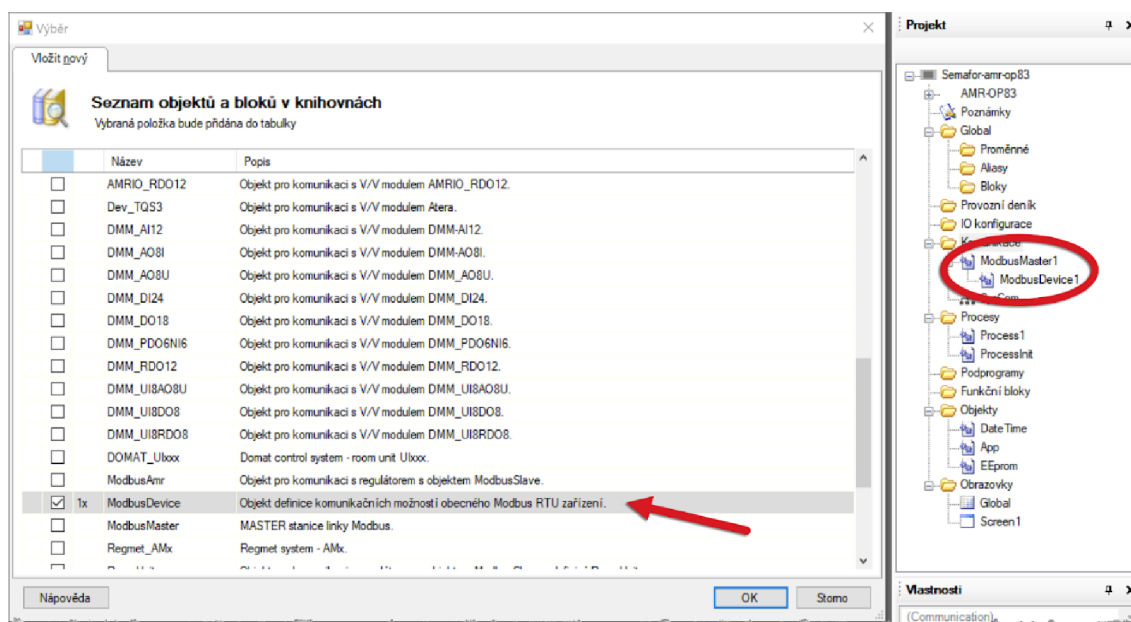 Výběr
Vložit nový
Seznam objektů a bloků v knihovnách
Vybraná položka bude přidána do tabulky
Název Popis
AMRIO_RDO12 Objekt pro komunikaci s V/V modulem AMRIO_RDO12.
Dev_TQS3 Objekt pro komunikaci s V/V modulem Atera.
DMM_AI12 Objekt pro komunikaci s V/V modulem DMM-AI12.
DMM_AO8I Objekt pro komunikaci s V/V modulem DMM-AO8I.
DMM_AO8U Objekt pro komunikaci s V/V modulem DMM_AO8U.
DMM_DI24 Objekt pro komunikaci s V/V modulem DMM_DI24.
DMM_DO18 Objekt pro komunikaci s V/V modulem DMM_DO18.
DMM_PDO6NI6 Objekt pro komunikaci s V/V modulem DMM_PDO6NI6.
DMM_RDO12 Objekt pro komunikaci s V/V modulem DMM_RDO12.
DMM_UI8AO8U Objekt pro komunikaci s V/V modulem DMM_UI8AO8U.
DMM_UI8DO8 Objekt pro komunikaci s V/V modulem DMM_UI8DO8.
DMM_UI8RDO8 Objekt pro komunikaci s V/V modulem DMM_UI8RDO8.
DOMAT_UIxxx Domat control system - room unit UIxxx.
ModbusAmr Objekt pro komunikaci s regulátorem s objektem ModbusSlave.
1x ModbusDevice Objekt definice komunikačních možností obecného Modbus RTU zařízení.
ModbusMaster MASTER stanice linky Modbus.
Regmet_AMx Regmet system - AMx.
Nápověda OK Storno
Projekt
Semafor-amr-op83
AMR-OP83
Poznámky
Global
Proměnné
Aliasy
Bloky
Provozní deník
IO konfigurace
Komunikace
ModbusMaster1
ModbusDevice1
Procesy
Process1
ProcessInit
Podprogramy
Funkční bloky
Objekty
DateTime
App
EEprom
Obrazovky
Global
Screen1
Vlastnosti
(Communication)